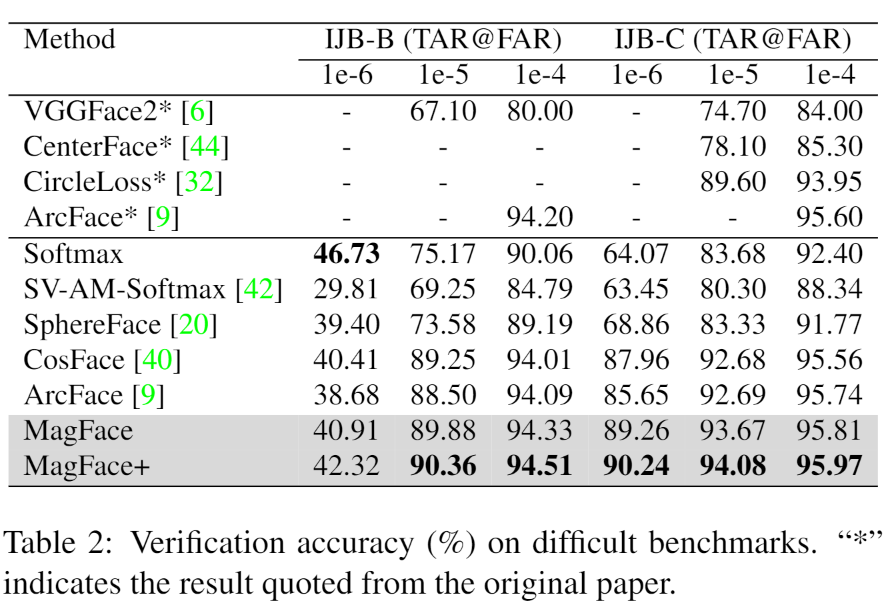 Method IJB-B (TAR@FAR) IJB-C (TAR@FAR)
1e-6 1e-5 1e-4 1e-6 1e-5 1e-4
VGGFace2* [6] - 67.10 80.00 - 74.70 84.00
CenterFace* [44] - - - - 78.10 85.30
CircleLoss* [32] - - - - 89.60 93.95
ArcFace* [9] - - 94.20 - - 95.60
Softmax 46.73 75.17 90.06 64.07 83.68 92.40
SV-AM-Softmax [42] 29.81 69.25 84.79 63.45 80.30 88.34
SphereFace [20] 39.40 73.58 89.19 68.86 83.33 91.77
CosFace [40] 40.41 89.25 94.01 87.96 92.68 95.56
ArcFace [9] 38.68 88.50 94.09 85.65 92.69 95.74
MagFace 40.91 89.88 94.33 89.26 93.67 95.81
MagFace+ 42.32 90.36 94.51 90.24 94.08 95.97
Table 2: Verification accuracy (%) on difficult benchmarks. “*”
indicates the result quoted from the original paper.